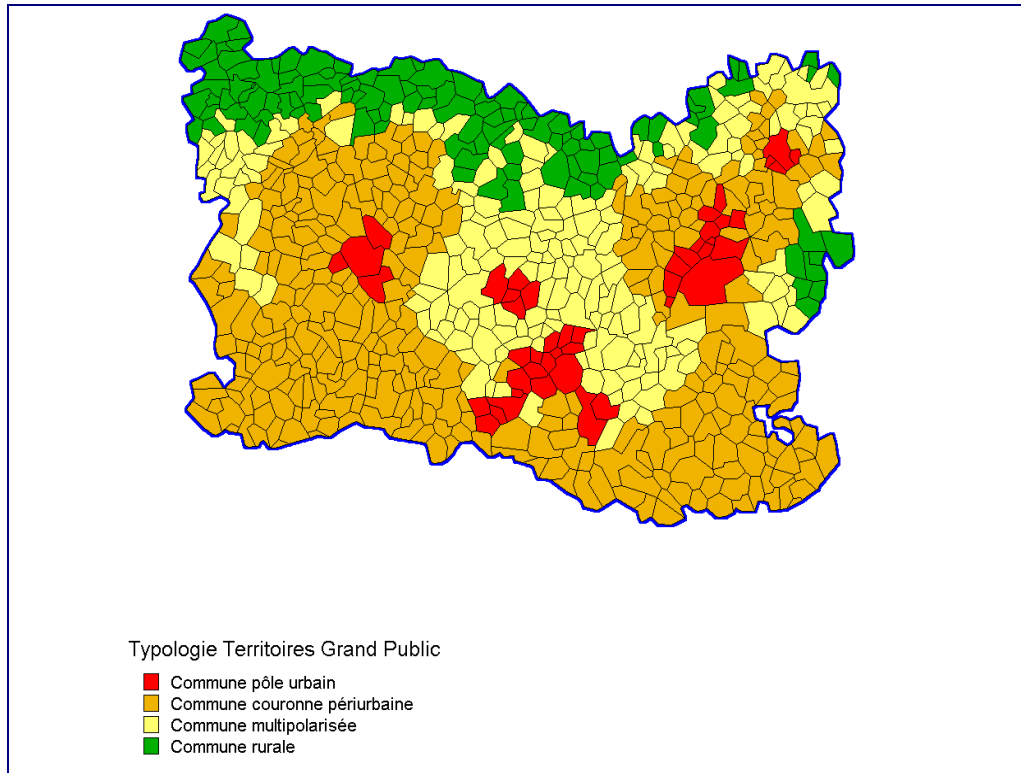 Typologie Territoires Grand Public
Commune pôle urbain
Commune couronne périurbaine
Commune multipolarisée
Commune rurale